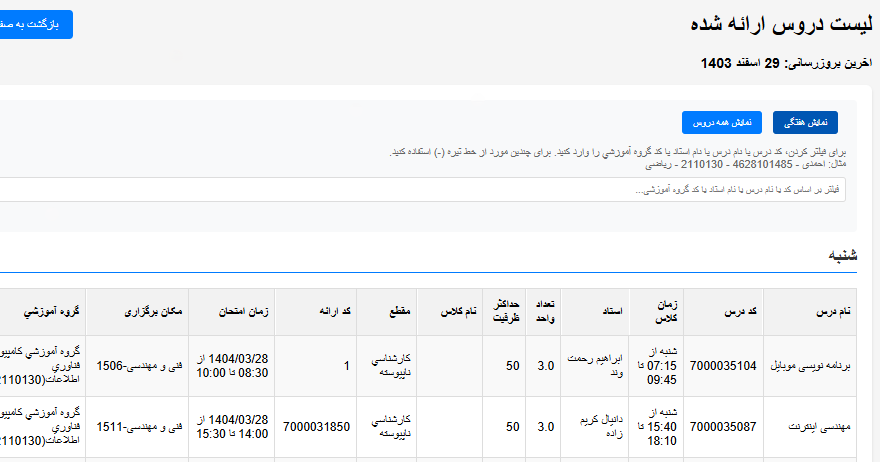 لیست دروس ارائه شده
بازگشت به
اخرین بروزرسانی: 29 اسفند 1403
نمایش هفتگی
نمایش همه دروس
برای فیلتر کردن، کد درس یا نام درس یا نام استاد یا کد گروه آموزشي را وارد کنید. برای چندین مورد از خط تیره (-) استفاده کنید.
مثال: احمدی - 4628101485 - 2110130 - ریاضی
فیلتر بر اساس کد یا نام درس یا نام استاد یا کد گروه آموزشی...
شنبه
نام درس
کد درس
زمان
کلاس
استاد
تعداد
واحد
حداکثر
ظرفیت
نام کلاس
مقطع
کد ارائه
زمان امتحان
مکان برگزاری
گروه آموزشي
برنامه نویسی موبایل
7000035104
شنبه از
07:15 تا
09:45
ابراهیم رحمت
وند
3.0
50
کارشناسي
ناپیوسته
1
1404/03/28 از
08:30 تا 10:00
فنی و مهندسی-1506
گروه آموزشي
فناوري
اطلاعات(2110130
مهندسی اینترنت
7000035087
شنبه از
15:40 تا
18:10
دانیال کریم
زاده
3.0
50
کارشناسي
ناپیوسته
7000031850
1404/03/28 از
14:00 تا 15:30
فنی و مهندسی-1511
گروه آموزشي
فناوري
اطلاعات(2110130